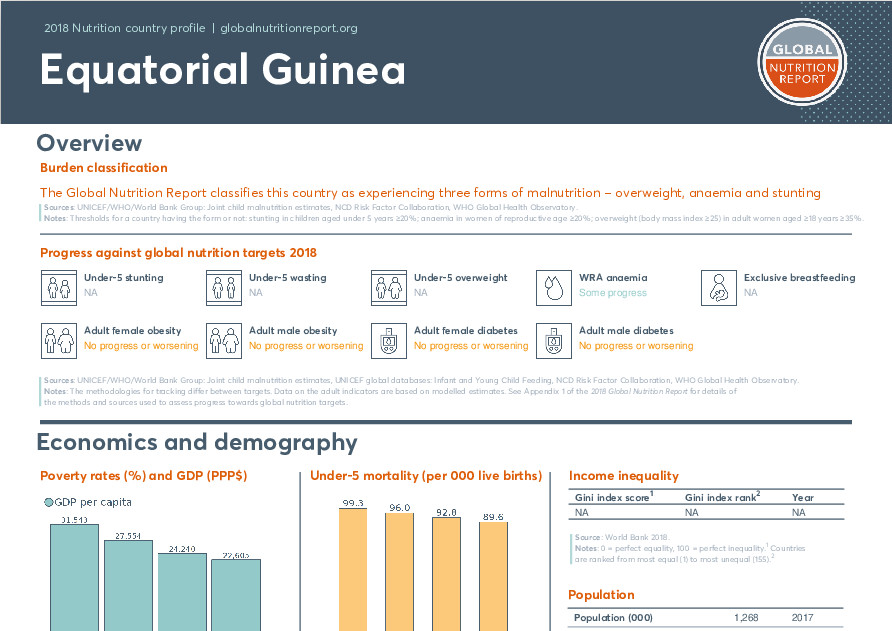 2018 Nutrition country profile | globalnutritionreport.org
Equatorial Guinea
GLOBAL
NUTRITION
REPORT
Overview
Burden classification
The Global Nutrition Report classifies this country as experiencing three forms of malnutrition – overweight, anaemia and stunting
Sources: UNICEF/WHO/World Bank Group: Joint child malnutrition estimates, NCD Risk Factor Collaboration, WHO Global Health Observatory.
Notes: Thresholds for a country having the form or not: stunting in children aged under 5 years ≥20%; anaemia in women of reproductive age ≥20%; overweight (body mass index ≥25) in adult women aged ≥18 years ≥35%.
Progress against global nutrition targets 2018
Under-5 stunting
NA
Under-5 wasting
NA
Under-5 overweight
NA
WRA anaemia
Some progress
Exclusive breastfeeding
NA
Adult female obesity
No progress or worsening
Adult male obesity
No progress or worsening
Adult female diabetes
No progress or worsening
Adult male diabetes
No progress or worsening
Sources: UNICEF/WHO/World Bank Group: Joint child malnutrition estimates, UNICEF global databases: Infant and Young Child Feeding, NCD Risk Factor Collaboration, WHO Global Health Observatory.
Notes: The methodologies for tracking differ between targets. Data on the adult indicators are based on modelled estimates. See Appendix 1 of the 2018 Global Nutrition Report for details of
the methods and sources used to assess progress towards global nutrition targets.
Economics and demography
Poverty rates (%) and GDP (PPP$)
GDP per capita
31,543
27,554
24,240
22,605
Under-5 mortality (per 000 live births)
99.3
96.0
92.8
89.6
Income inequality
Gini index score1 Gini index rank2 Year
NA NA NA
Source: World Bank 2018.
Notes: 0 = perfect equality, 100 = perfect inequality.1 Countries
are ranked from most equal (1) to most unequal (155).2
Population
Population (000) 1,268 2017